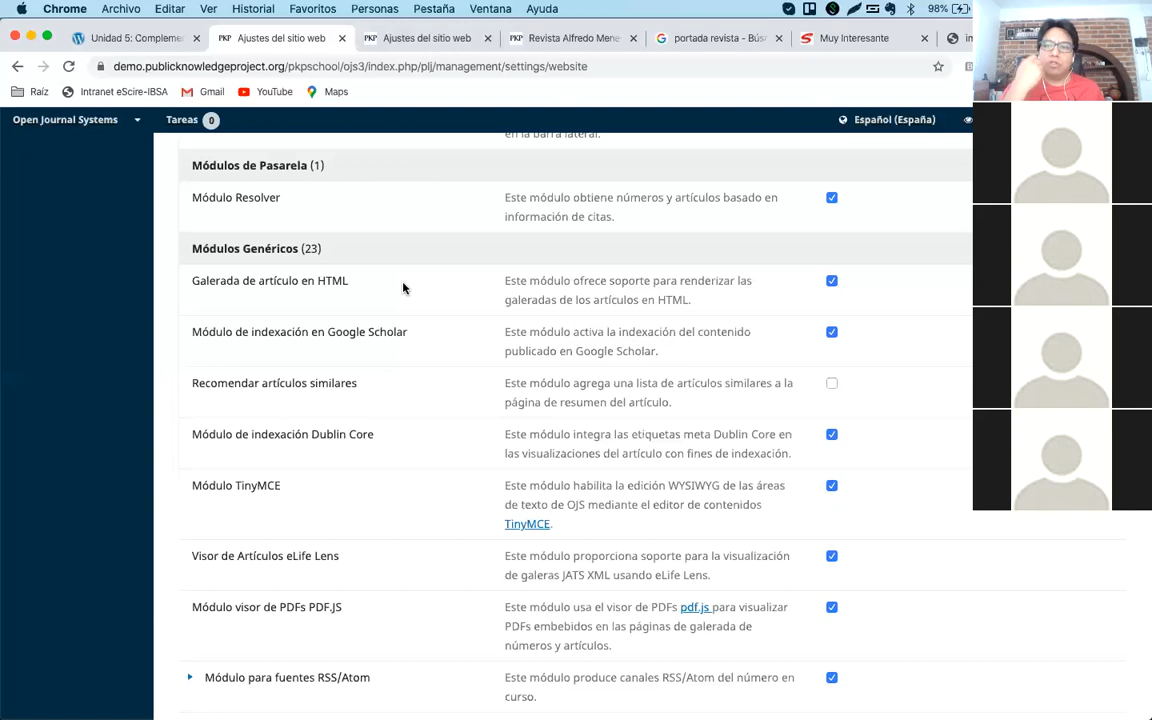 Chrome Archivo Editar Ver Historial Favoritos Personas Pestaña Ventana Ayuda 98%
Unidad 5: Complemen
Ajustes del sitio web
Ajustes del sitio web
Revista Alfredo Mene
portada revista - Bús
Muy Interesante
demo.publicknowledgeproject.org/pkpschool/ojs3/index.php/plj/management/settings/website
Raíz Intranet eScire-IBSA Gmail YouTube Maps
Open Journal Systems Tareas 0 Español (España)
en la barra lateral.
Módulos de Pasarela (1)
Módulo Resolver
Este módulo obtiene números y artículos basado en
información de citas.
Módulos Genéricos (23)
Galerada de artículo en HTML
Este módulo ofrece soporte para renderizar las
galeradas de los artículos en HTML.
Módulo de indexación en Google Scholar
Este módulo activa la indexación del contenido
publicado en Google Scholar.
Recomendar artículos similares
Este módulo agrega una lista de artículos similares a la
página de resumen del artículo.
Módulo de indexación Dublin Core
Este módulo integra las etiquetas meta Dublin Core en
las visualizaciones del artículo con fines de indexación.
Módulo TinyMCE
Este módulo habilita la edición WYSIWYG de las áreas
de texto de OJS mediante el editor de contenidos
TinyMCE.
Visor de Artículos eLife Lens
Este módulo proporciona soporte para la visualización
de galeras JATS XML usando eLife Lens.
Módulo visor de PDFs PDF.JS
Este módulo usa el visor de PDFs pdf.js para visualizar
PDFs embebidos en las páginas de galerada de
números y artículos.
Módulo para fuentes RSS/Atom
Este módulo produce canales RSS/Atom del número en
curso.